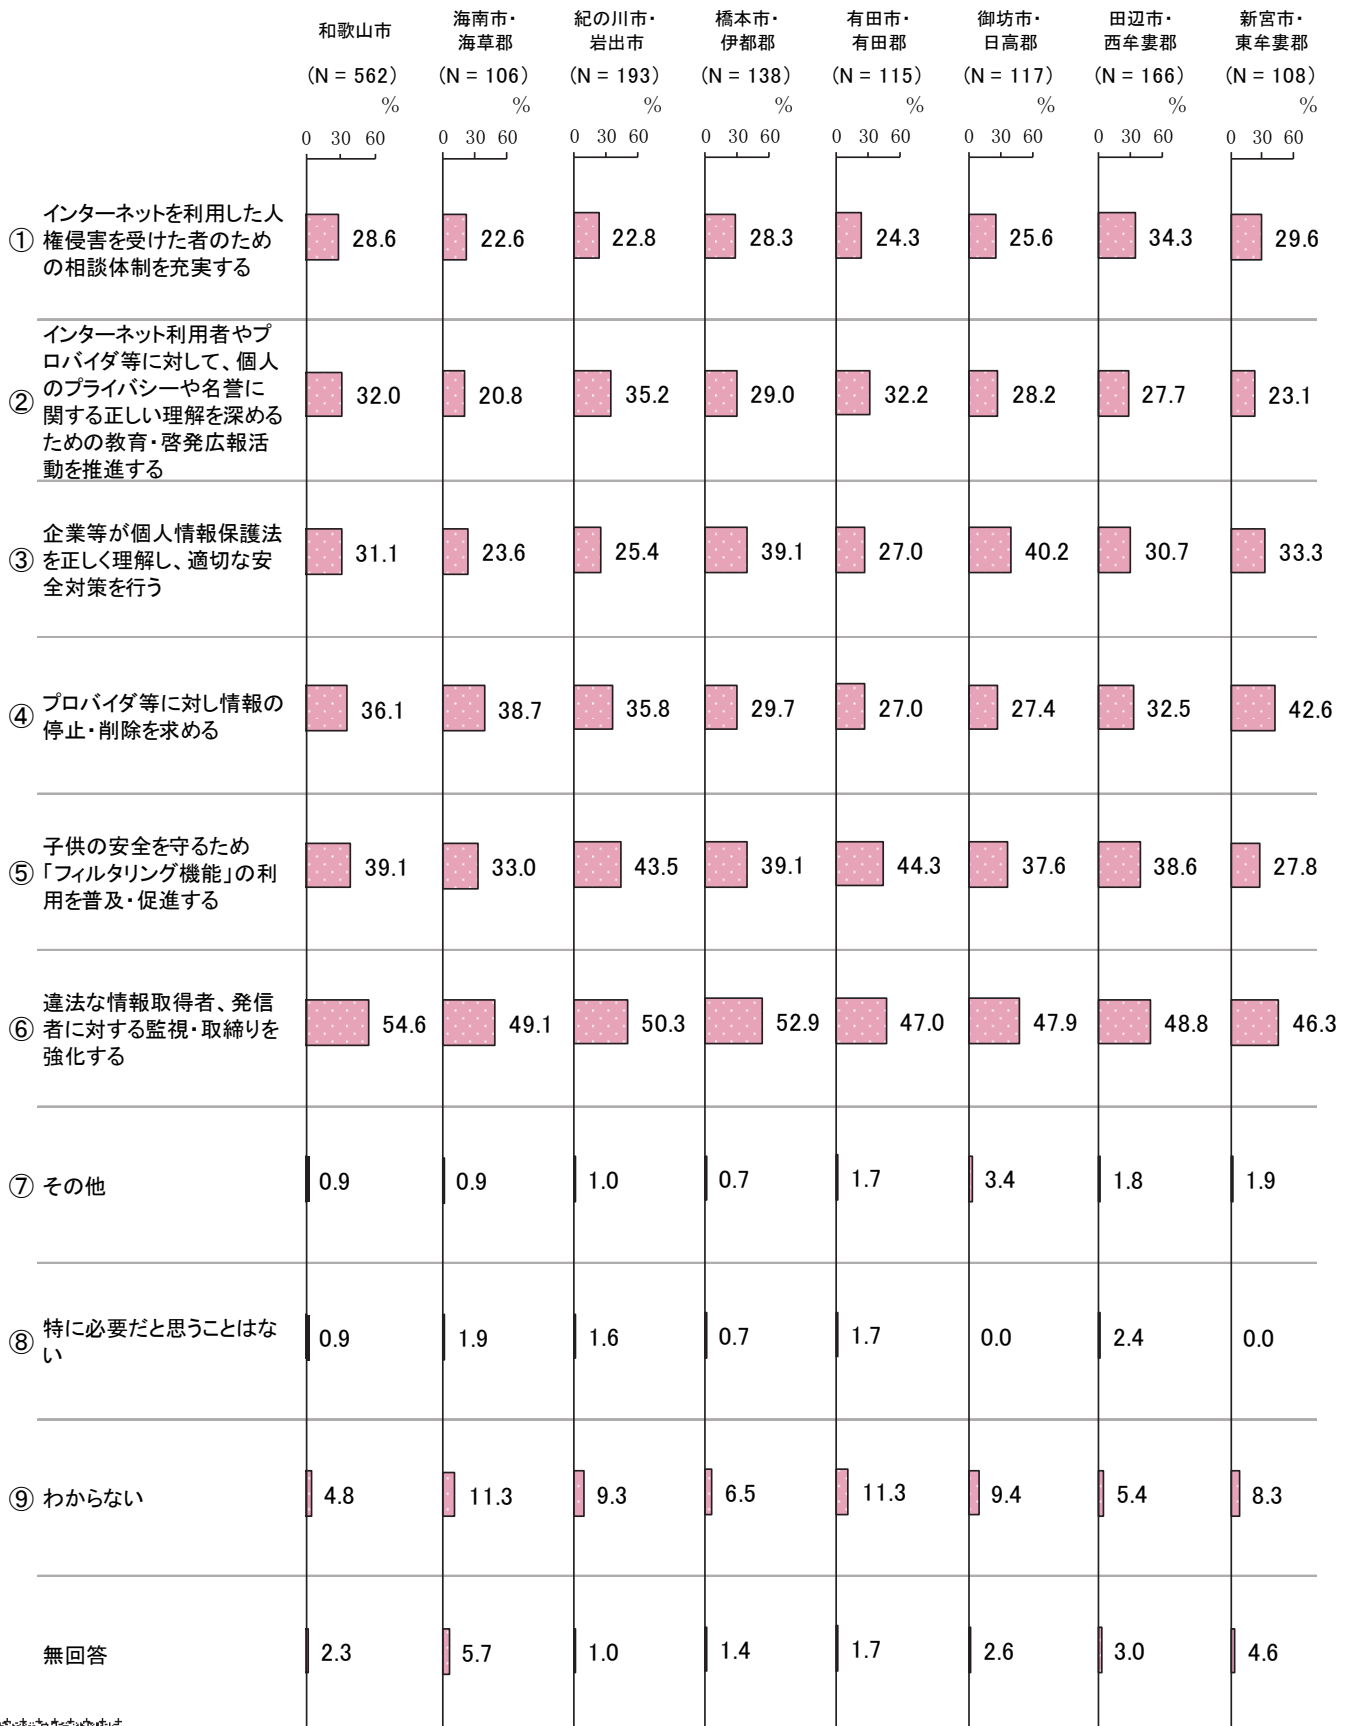 和歌山市
海南市・
海草郡
紀の川市・
岩出市
橋本市・
伊都郡
有田市・
有田郡
御坊市・
日高郡
田辺市・
西牟婁郡
新宮市・
東牟婁郡
(N = 562) (N = 106) (N = 193) (N = 138) (N = 115) (N = 117) (N = 166) (N = 108)
% % % % % % % %
0 30 60 0 30 60 0 30 60 0 30 60 0 30 60 0 30 60 0 30 60 0 30 60
① インターネットを利用した人
権侵害を受けた者のため
の相談体制を充実する
28.6 22.6 22.8 28.3 24.3 25.6 34.3 29.6
② インターネット利用者やプ
ロバイダ等に対して、個人
のプライバシーや名誉に
関する正しい理解を深める
ための教育・啓発広報活
動を推進する
32.0 20.8 35.2 29.0 32.2 28.2 27.7 23.1
③ 企業等が個人情報保護法
を正しく理解し、適切な安
全対策を行う
31.1 23.6 25.4 39.1 27.0 40.2 30.7 33.3
④ プロバイダ等に対し情報の
停止・削除を求める
36.1 38.7 35.8 29.7 27.0 27.4 32.5 42.6
⑤ 子供の安全を守るため
「フィルタリング機能」の利
用を普及・促進する
39.1 33.0 43.5 39.1 44.3 37.6 38.6 27.8
⑥ 違法な情報取得者、発信
者に対する監視・取締りを
強化する
54.6 49.1 50.3 52.9 47.0 47.9 48.8 46.3
⑦ その他
0.9 0.9 1.0 0.7 1.7 3.4 1.8 1.9
⑧ 特に必要だと思うことはな
い
0.9 1.9 1.6 0.7 1.7 0.0 2.4 0.0
⑨ わからない
4.8 11.3 9.3 6.5 11.3 9.4 5.4 8.3
無回答
2.3 5.7 1.0 1.4 1.7 2.6 3.0 4.6